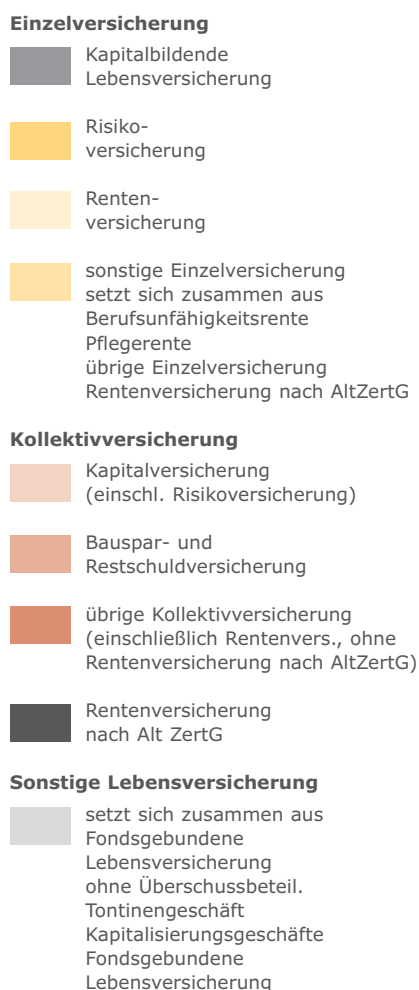 Einzelversicherung
Kapitalbildende
Lebensversicherung
Risiko-
versicherung
Renten-
versicherung
sonstige Einzelversicherung
setzt sich zusammen aus
Berufsunfähigkeitsrente
Pflegerente
übrige Einzelversicherung
Rentenversicherung nach AltZertG
Kollektivversicherung
Kapitalversicherung
(einschl. Risikoversicherung)
Bauspar- und
Restschuldversicherung
übrige Kollektivversicherung
(einschließlich Rentenvers., ohne
Rentenversicherung nach AltZertG)
Rentenversicherung
nach Alt ZertG
Sonstige Lebensversicherung
setzt sich zusammen aus
Fondsgebundene
Lebensversicherung
ohne Überschussbeteil.
Tontinengeschäft
Kapitalisierungsgeschäfte
Fondsgebundene
Lebensversicherung